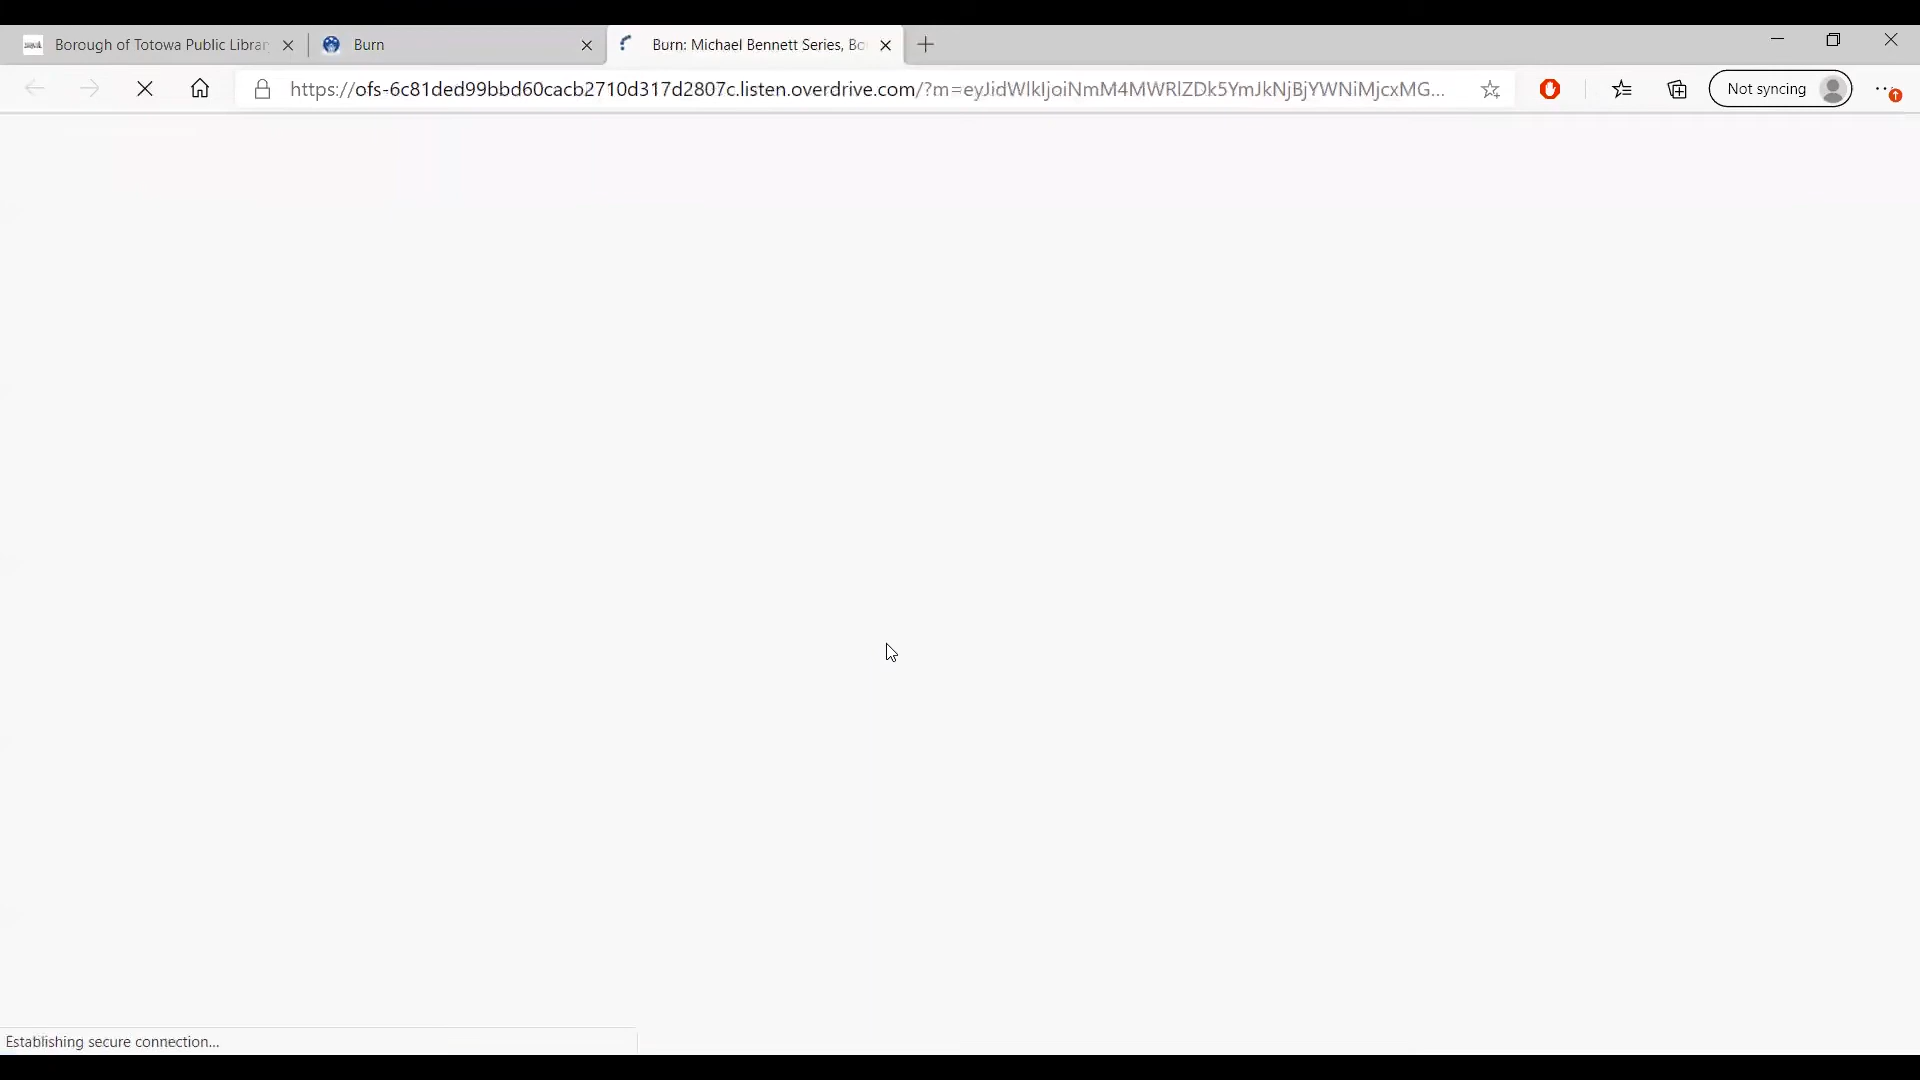 Borough of Totowa Public Librar
Burn
Burn: Michael Bennett Series, Bo
https://ofs-6c81ded99bbd60cacb2710d317d2807c.listen.overdrive.com/?m=eyJidWlkIjoiNmM4MWRlZDk5YmJkNjBjYWNiMjcxMG...
Not syncing
Establishing secure connection...